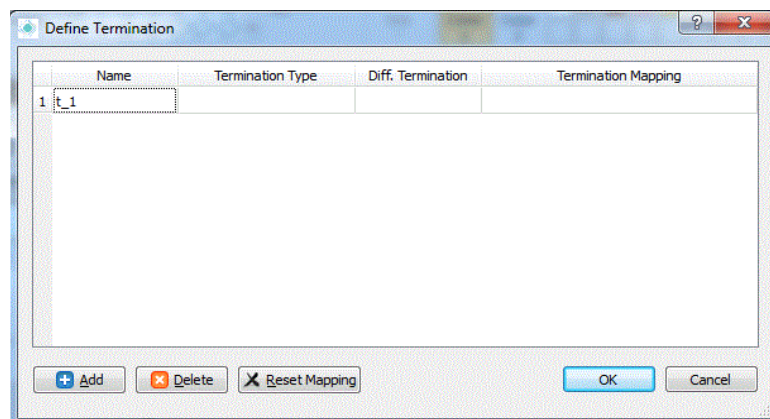 Define Termination
Name Termination Type Diff. Termination Termination Mapping
1 t_1
Add Delete Reset Mapping OK Cancel